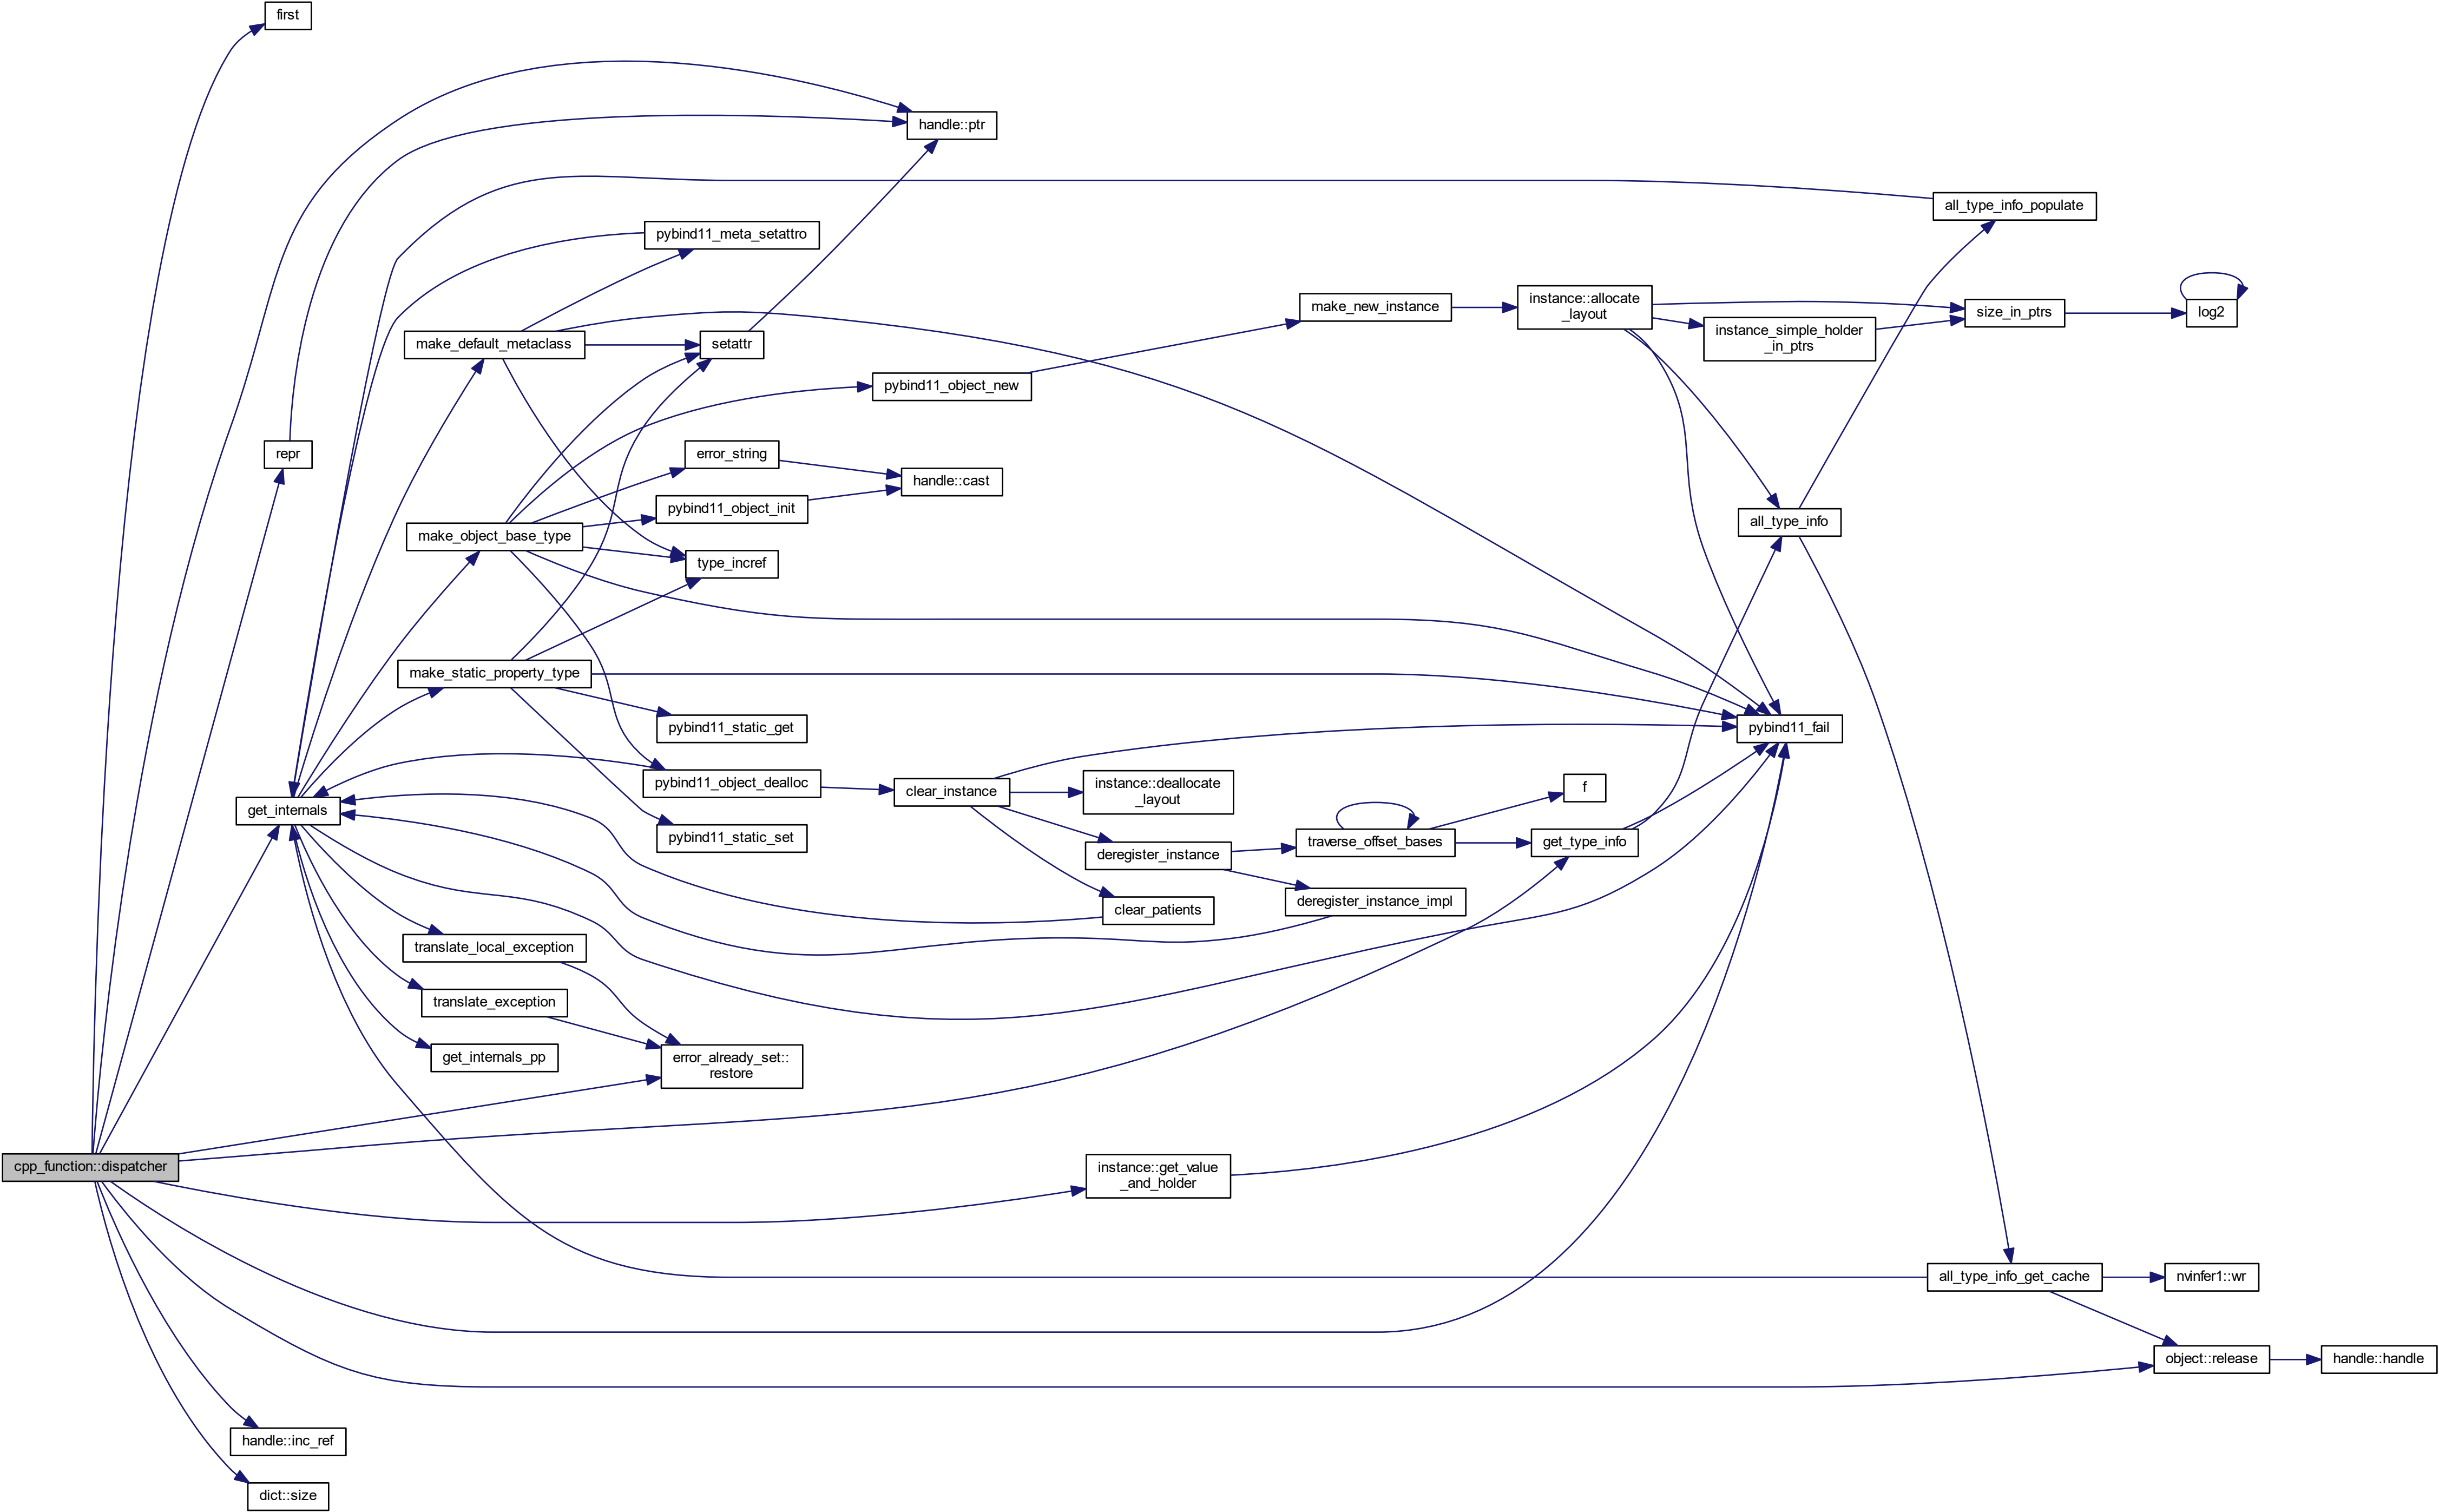 first
handle::ptr
all_type_info_populate
pybind11_meta_setattro
make_new_instance
instance::allocate
_layout
size_in_ptrs
log2
instance_simple_holder
_in_ptrs
make_default_metaclass
setattr
pybind11_object_new
repr
error_string
handle::cast
pybind11_object_init
all_type_info
make_object_base_type
type_incref
make_static_property_type
pybind11_static_get
pybind11_fail
pybind11_object_dealloc
clear_instance
instance::deallocate
_layout
f
get_internals
pybind11_static_set
traverse_offset_bases
get_type_info
deregister_instance
deregister_instance_impl
clear_patients
translate_local_exception
translate_exception
get_internals_pp
error_already_set::
restore
cpp_function::dispatcher
instance::get_value
_and_holder
all_type_info_get_cache
nvinfer1::wr
object::release
handle::handle
handle::inc_ref
dict::size